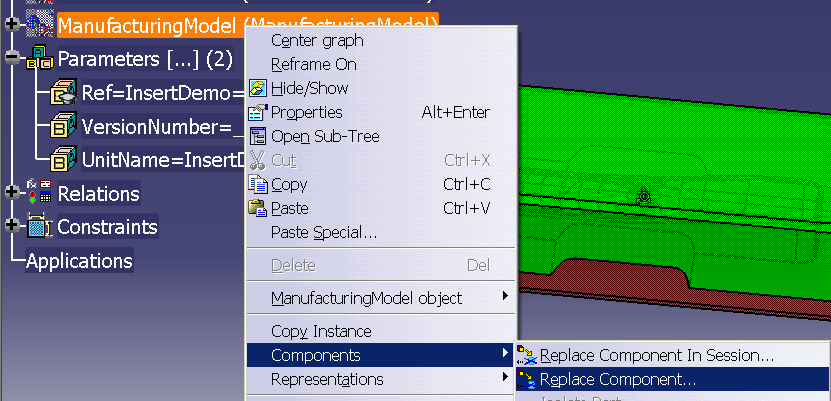 ManufacturingModel (ManufacturingModel)
Parameters [...] (2)
Ref=InsertDemo=
VersionNumber=_
UnitName=InsertD
Relations
Constraints
Applications
Center graph
Reframe On
Hide/Show
Properties Alt+Enter
Open Sub-Tree
Cut Ctrl+X
Copy Ctrl+C
Paste Ctrl+V
Paste Special...
Delete Del
ManufacturingModel object
Copy Instance
Components
Representations
Replace Component In Session...
Replace Component...
Isolate Part